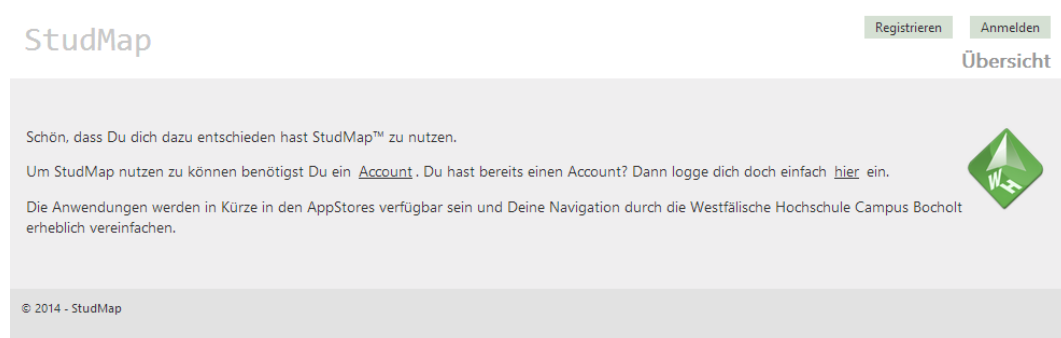 StudMap
Registrieren
Anmelden
Übersicht
Schön, dass Du dich dazu entschieden hast StudMap™ zu nutzen.
Um StudMap nutzen zu können benötigst Du ein Account. Du hast bereits einen Account? Dann logge dich doch einfach hier ein.
Die Anwendungen werden in Kürze in den AppStores verfügbar sein und Deine Navigation durch die Westfälische Hochschule Campus Bocholt
erheblich vereinfachen.
W-H
© 2014 - StudMap